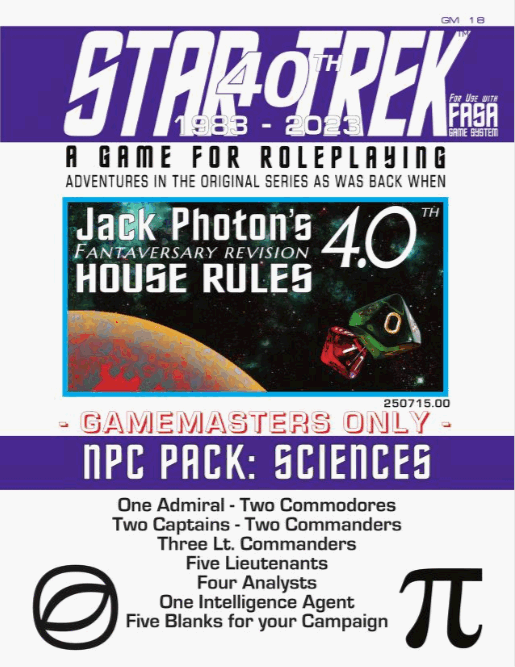 GM 18
STAR TREK™
40TH
1983 - 2023
FOR USE WITH
FASA
GAME SYSTEM
A GAME FOR ROLEPLAYING
ADVENTURES IN THE ORIGINAL SERIES AS WAS BACK WHEN
Jack Photon's
FANTAVERSARY REVISION
HOUSE RULES
4.0TH
0
250715.00
- GAMEMASTERS ONLY -
NPC PACK: SCIENCES
One Admiral - Two Commodores
Two Captains - Two Commanders
Three Lt. Commanders
Five Lieutenants
Four Analysts
One Intelligence Agent
Five Blanks for your Campaign
π